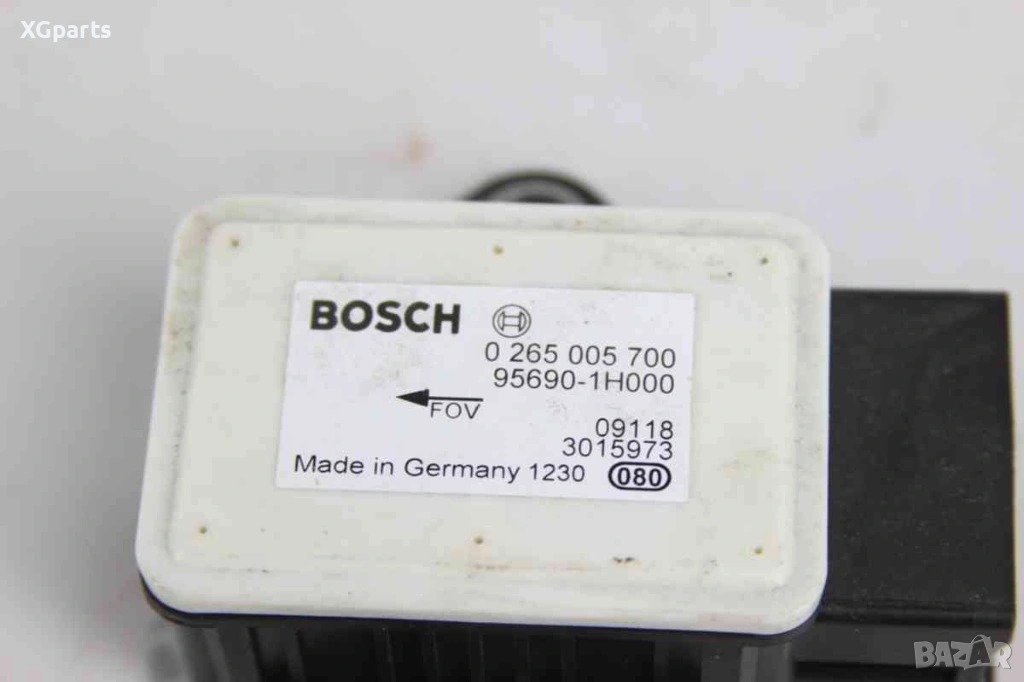 XGparts
BOSCH
0 265 005 700
95690-1H000
FOV
09118
3015973
Made in Germany 1230 080
BAZAR